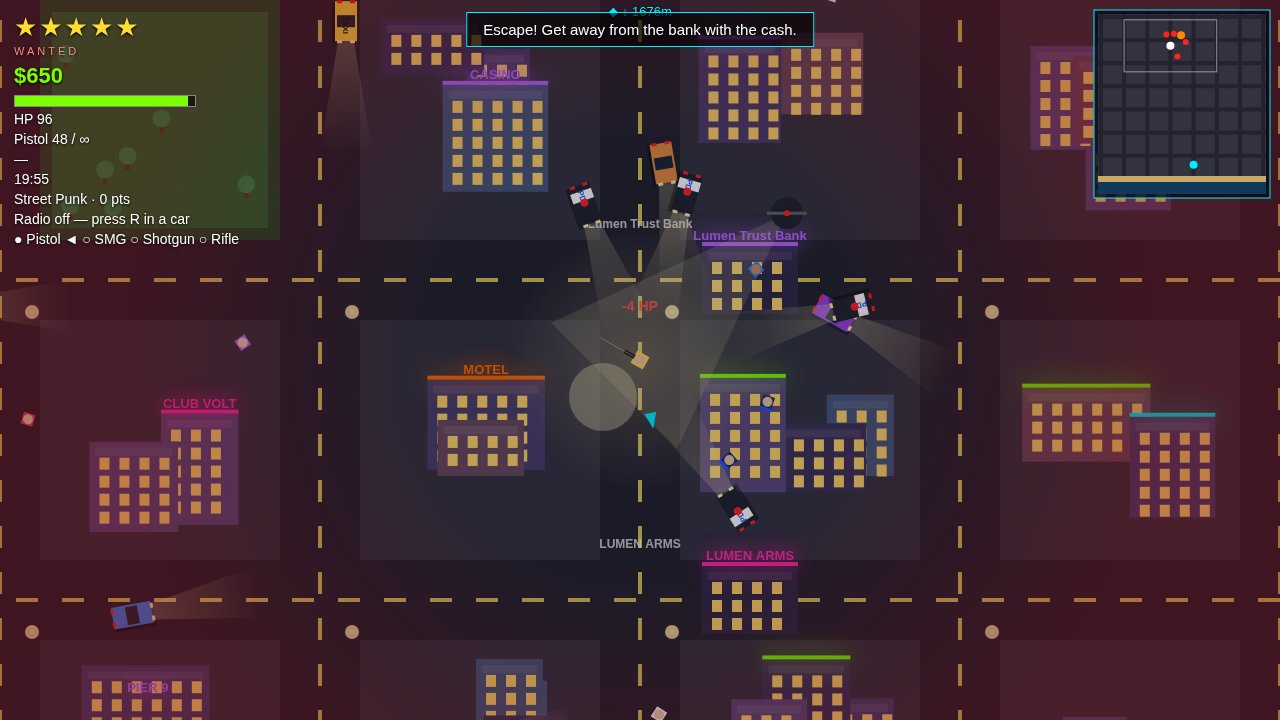 ★★★★★
WANTED
$650
HP 96
Pistol 48 / ∞
—
19:55
Street Punk · 0 pts
Radio off — press R in a car
● Pistol ◄ ○ SMG ○ Shotgun ○ Rifle
◆ ↓ 1676m
Escape! Get away from the bank with the cash.
CASINO
Lumen Trust Bank
Lumen Trust Bank
-4 HP
MOTEL
CLUB VOLT
LUMEN ARMS
LUMEN ARMS
PIER 9